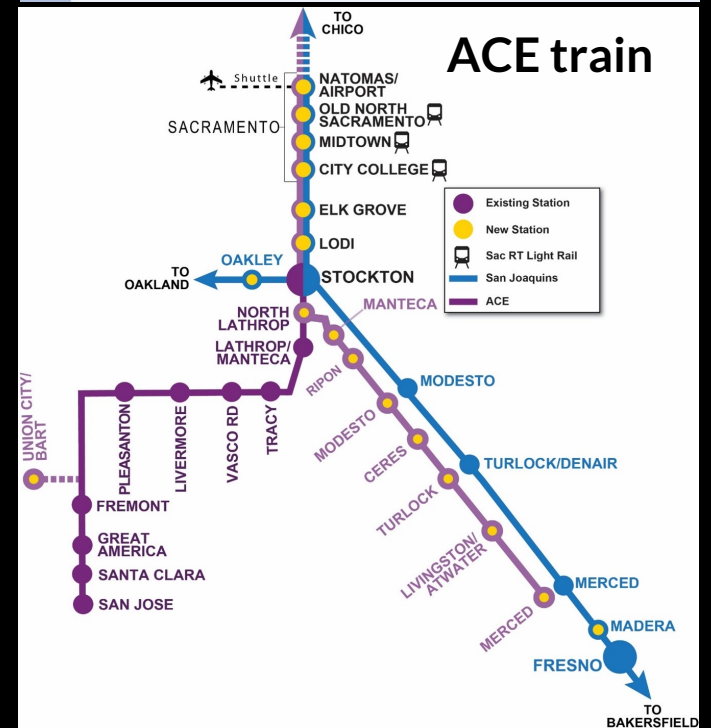 TO
CHICO
ACE train
Shuttle
NATOMAS/
AIRPORT
OLD NORTH
SACRAMENTO
SACRAMENTO
MIDTOWN
CITY COLLEGE
ELK GROVE
LODI
Existing Station
New Station
Sac RT Light Rail
San Joaquins
ACE
OAKLEY
TO
OAKLAND
STOCKTON
NORTH
LATHROP
MANTECA
LATHROP/
MANTECA
RIPON
MODESTO
MODESTO
CERES
TURLOCK/DENAIR
TURLOCK
LIVINGSTON/
ATWATER
MERCED
MERCED
MADERA
FRESNO
TO
BAKERSFIELD
UNION CITY/
BART
PLEASANTON
LIVERMORE
VASCO RD
TRACY
FREMONT
GREAT
AMERICA
SANTA CLARA
SAN JOSE